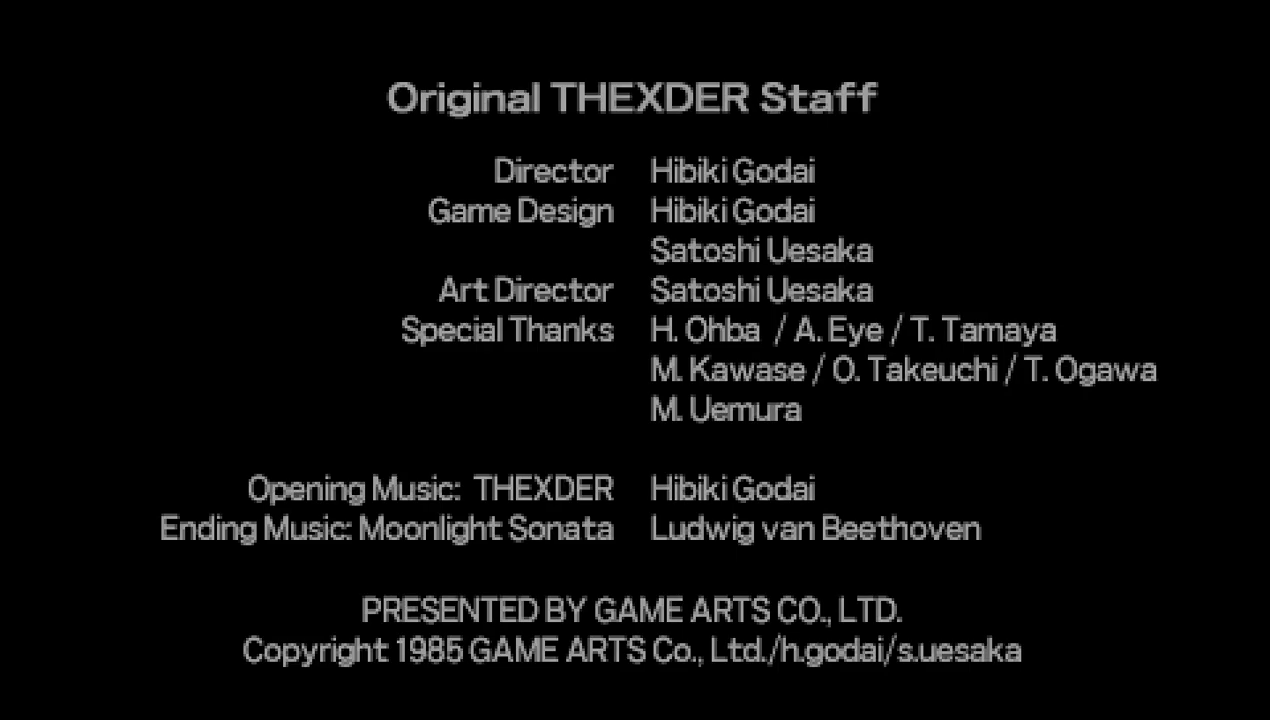 Original THEXDER Staff
Director Hibiki Godai
Game Design Hibiki Godai
Satoshi Uesaka
Art Director Satoshi Uesaka
Special Thanks H. Ohba / A. Eye / T. Tamaya
M. Kawase / O. Takeuchi / T. Ogawa
M. Uemura
Opening Music: THEXDER Hibiki Godai
Ending Music: Moonlight Sonata Ludwig van Beethoven
PRESENTED BY GAME ARTS CO., LTD.
Copyright 1985 GAME ARTS Co., Ltd./h.godai/s.uesaka